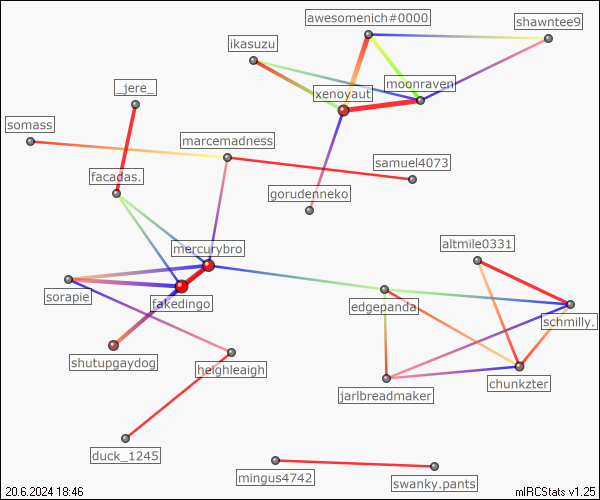 awesomenich#0000
shawntee9
ikasuzu
moonraven
_jere_
xenoyaut
somass
marcemadness
samuel4073
facadas.
gorudenneko
mercurybro
altmile0331
sorapie
fakedingo
edgepanda
schmilly.
shutupgaydog
heighleaigh
chunkzter
jarlbreadmaker
duck_1245
mingus4742
swanky.pants
20.6.2024 18:46
mIRCStats v1.25